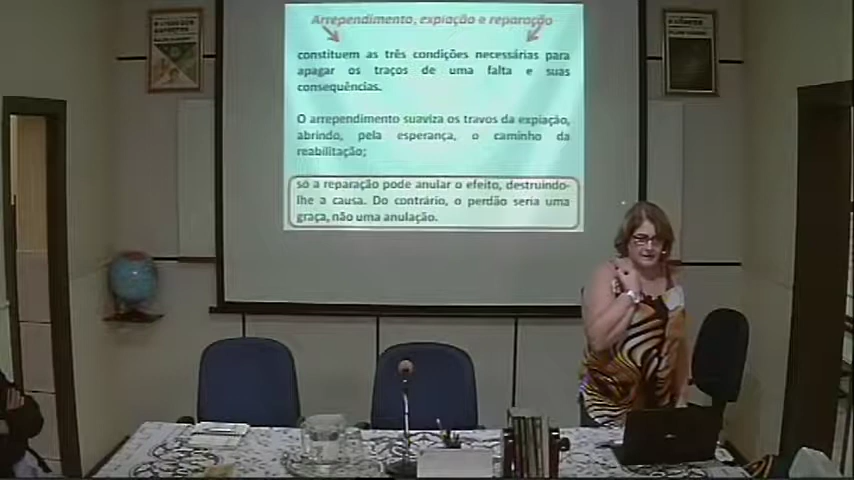 Arrependimento, expiação e reparação
constituem as três condições necessárias para
apagar os traços de uma falta e suas
consequências.
O arrependimento suaviza os travos da expiação,
abrindo, pela esperança, o caminho da
reabilitação;
só a reparação pode anular o efeito, destruindo-
lhe a causa. Do contrário, o perdão seria uma
graça, não uma anulação.